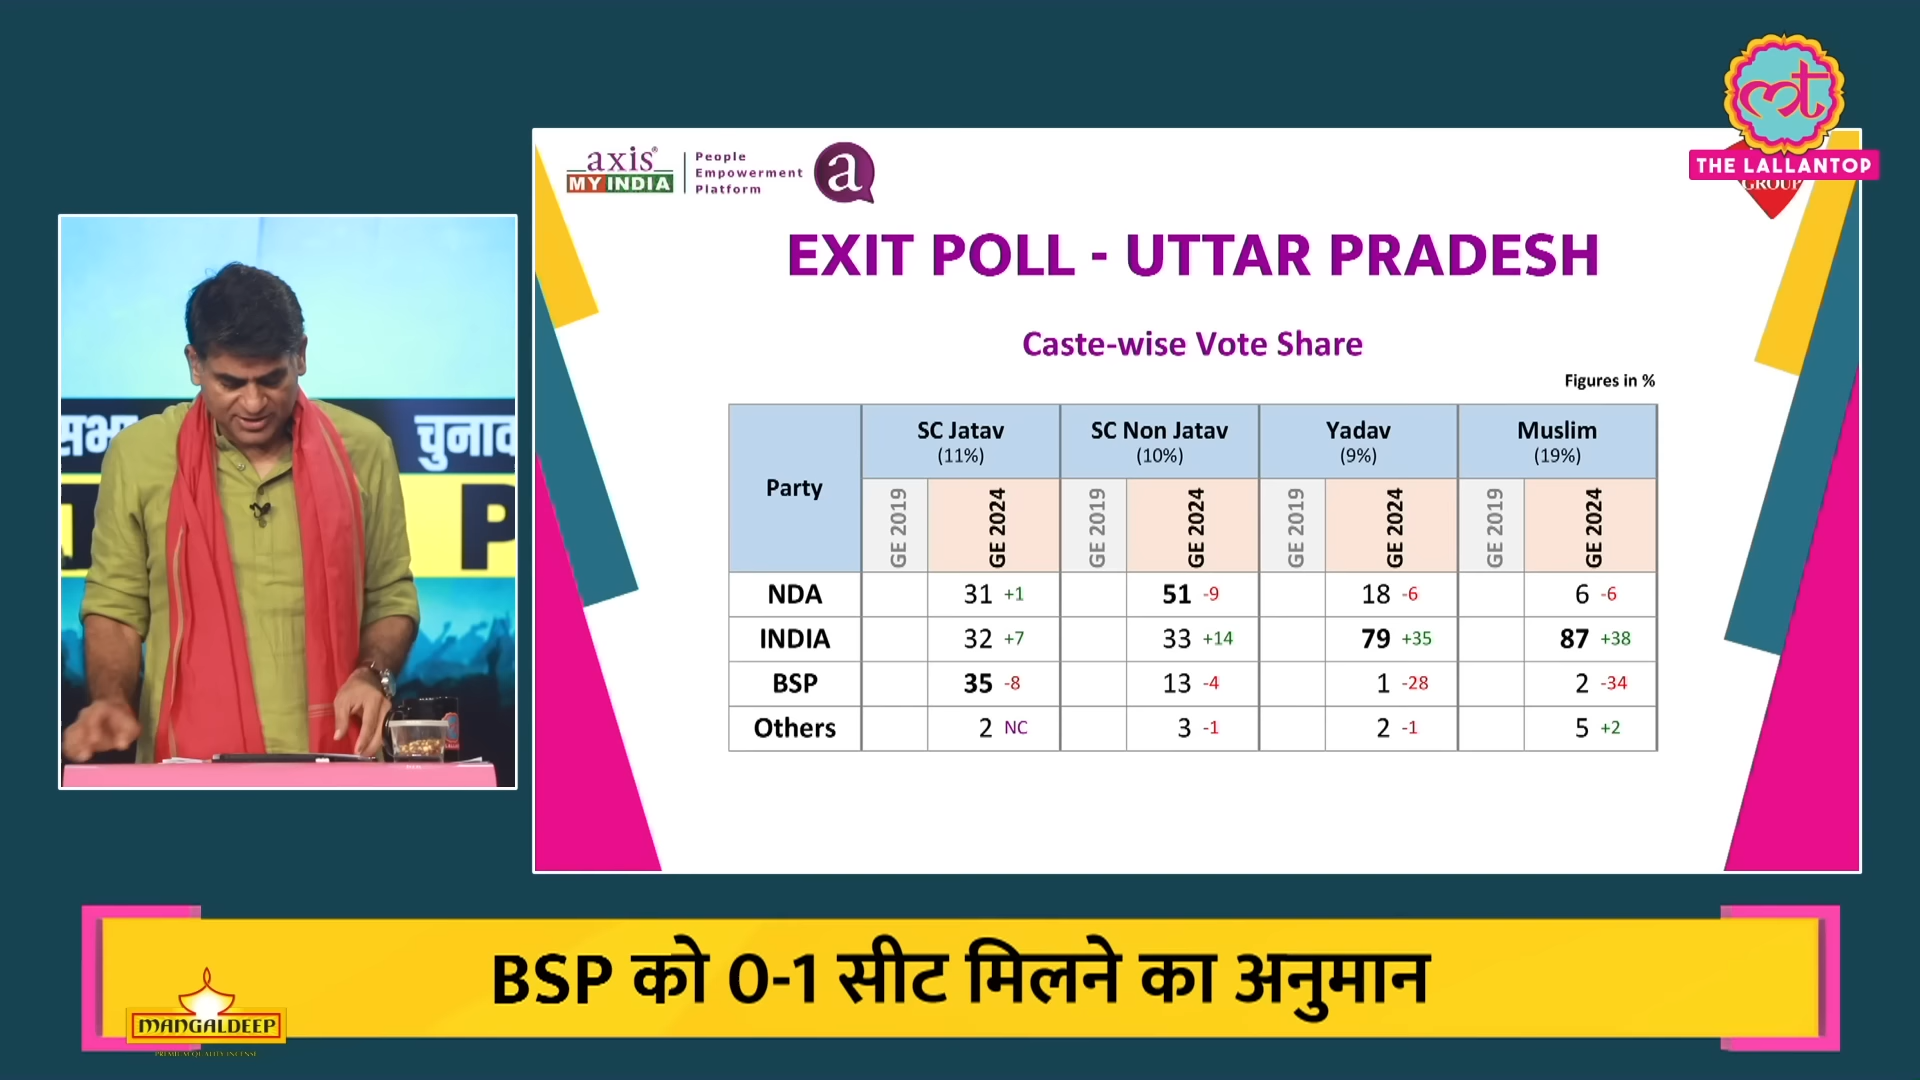 axis
MY INDIA
People
Empowerment
Platform
a
THE LALLANTOP
GROUP
EXIT POLL - UTTAR PRADESH
Caste-wise Vote Share
Figures in %
Party SC Jatav (11%) SC Non Jatav (10%) Yadav (9%) Muslim (19%)
GE 2019 GE 2024 GE 2019 GE 2024 GE 2019 GE 2024 GE 2019 GE 2024
NDA 31 +1 51 -9 18 -6 6 -6
INDIA 32 +7 33 +14 79 +35 87 +38
BSP 35 -8 13 -4 1 -28 2 -34
Others 2 NC 3 -1 2 -1 5 +2
चुनाव
P
BSP को 0-1 सीट मिलने का अनुमान
MANGALDEEP
PREMIUM QUALITY INCENSE